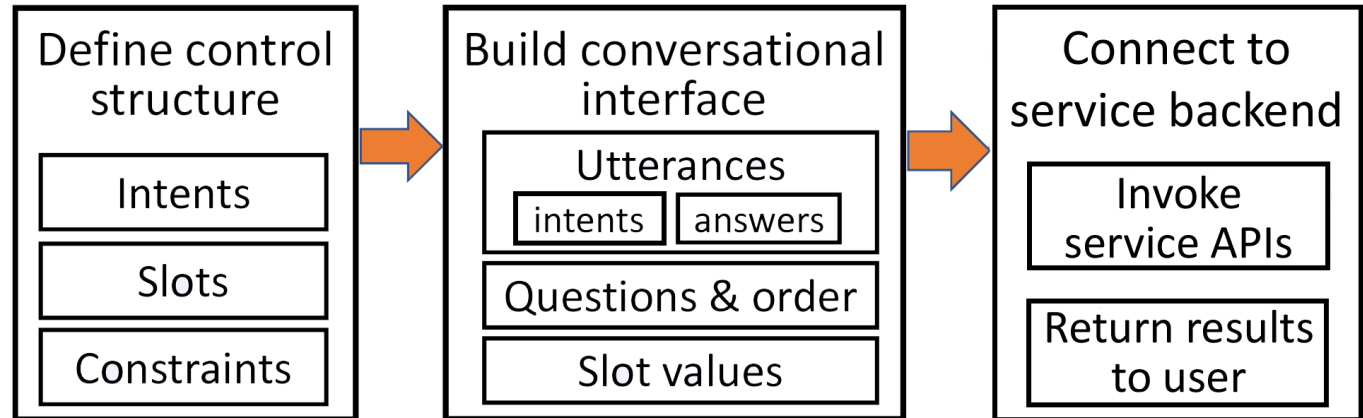 Define control
structure
Intents
Slots
Constraints
Build conversational
interface
Utterances
intents answers
Questions & order
Slot values
Connect to
service backend
Invoke
service APIs
Return results
to user